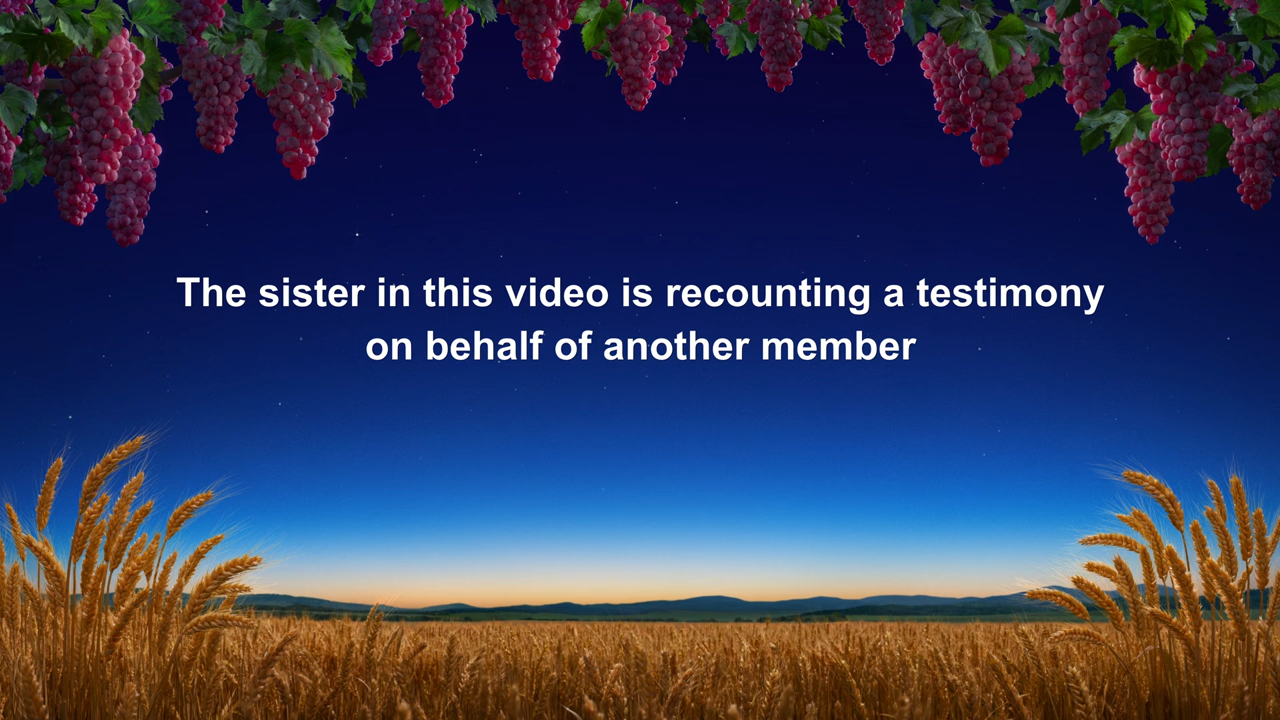 The sister in this video is recounting a testimony
on behalf of another member